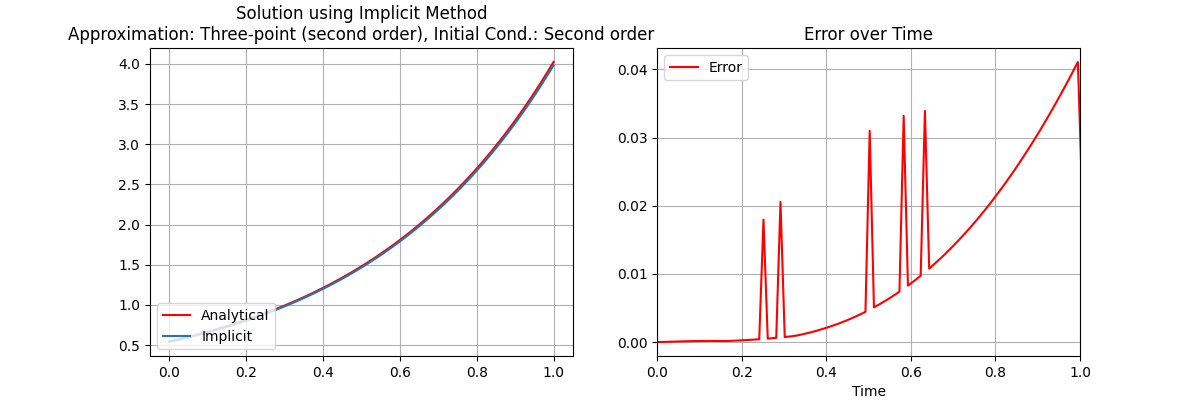 Solution using Implicit Method
Approximation: Three-point (second order), Initial Cond.: Second order
4.0
3.5
3.0
2.5
2.0
1.5
1.0
0.5
Analytical
Implicit
0.0 0.2 0.4 0.6 0.8 1.0
Error over Time
Error
0.04
0.03
0.02
0.01
0.00
0.0 0.2 0.4 0.6 0.8 1.0
Time